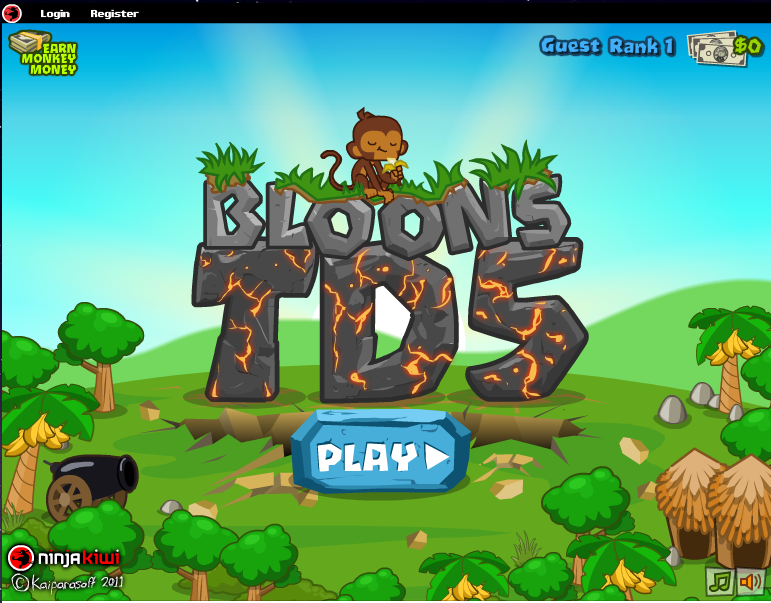 Login Register
EARN
MONKEY
MONEY
Guest Rank 1
$0
BLOONS
TD5
PLAY
ninjakiwi
© Kaiparasoft 2011